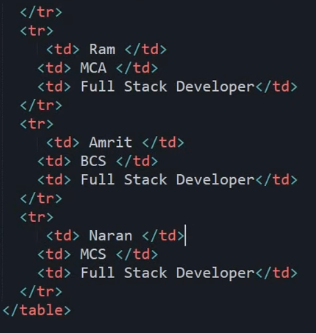 </tr>
<tr>
<td> Ram </td>
<td> MCA </td>
<td> Full Stack Developer</td>
</tr>
<tr>
<td> Amrit </td>
<td> BCS </td>
<td> Full Stack Developer</td>
</tr>
<tr>
<td> Naran </td>
<td> MCS </td>
<td> Full Stack Developer</td>
</tr>
</table>